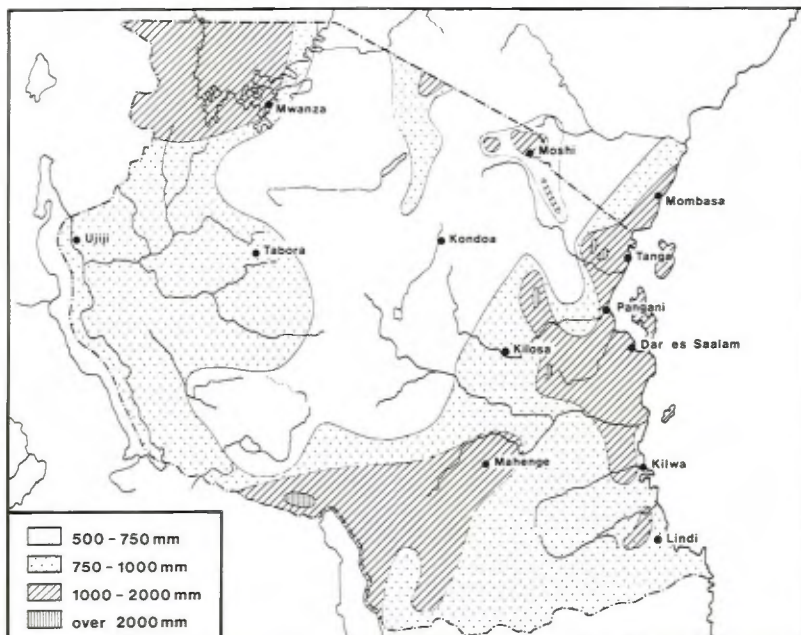 Mwanza
Moshi
Mombasa
Ujiji
Tabora
Kondoa
Tanga
Pangani
Kilosa
Dar es Saalam
Mahenge
Kilwa
Lindi
500-750 mm
750-1000 mm
1000-2000 mm
over 2000 mm